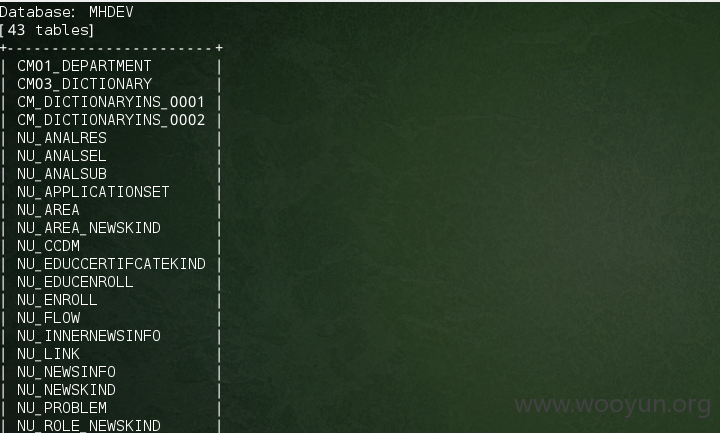 Database: MHDEV
[43 tables]
+-----------------------+
| CM01_DEPARTMENT |
| CM03_DICTIONARY |
| CM_DICTIONARYINS_0001 |
| CM_DICTIONARYINS_0002 |
| NU_ANALRES |
| NU_ANALSEL |
| NU_ANALSUB |
| NU_APPLICATIONSET |
| NU_AREA |
| NU_AREA_NEWSKIND |
| NU_CCDM |
| NU_EDUCCERTIFCATEKIND |
| NU_EDUCENROLL |
| NU_ENROLL |
| NU_FLOW |
| NU_INNERNEWSINFO |
| NU_LINK |
| NU_NEWSINFO |
| NU_NEWSKIND |
| NU_PROBLEM |
| NU_ROLE_NEWSKIND |
www.wooyun.org